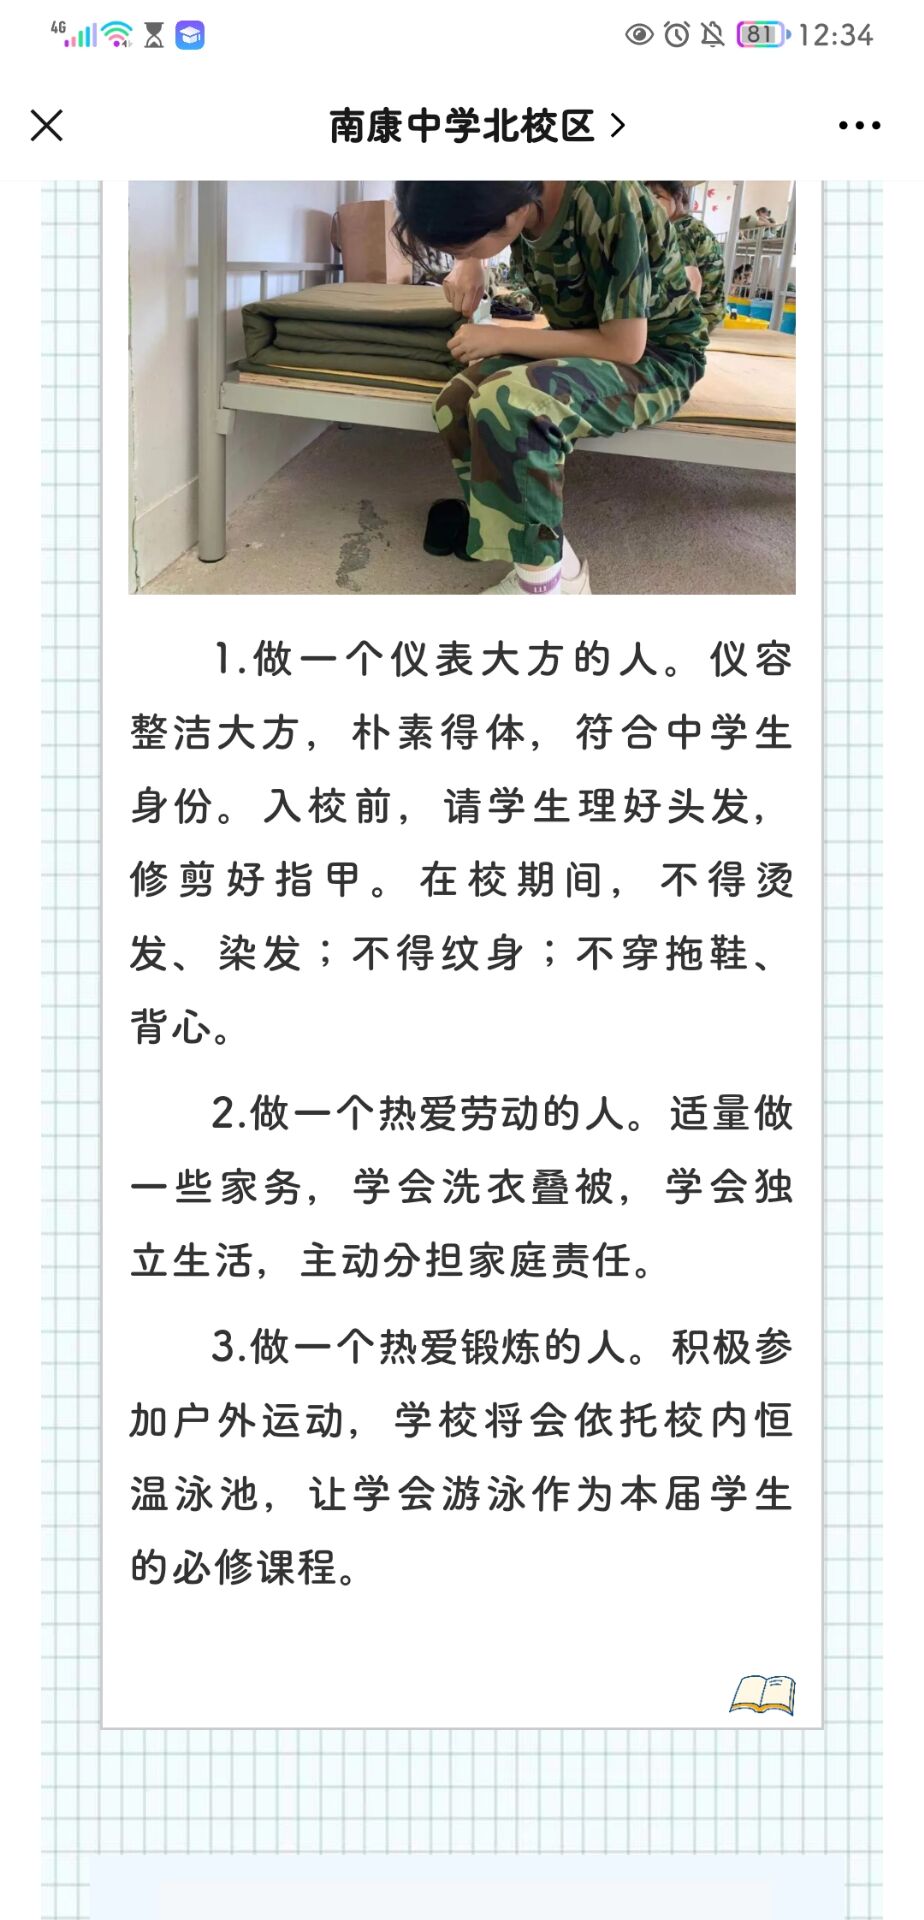 4G
81
12:34
南康中学北校区
1.做一个仪表大方的人。仪容
整洁大方，朴素得体，符合中学生
身份。入校前，请学生理好头发，
修剪好指甲。在校期间，不得烫
发、染发；不得纹身；不穿拖鞋、
背心。
2.做一个热爱劳动的人。适量做
一些家务，学会洗衣叠被，学会独
立生活，主动分担家庭责任。
3.做一个热爱锻炼的人。积极参
加户外运动，学校将会依托校内恒
温泳池，让学会游泳作为本届学生
的必修课程。